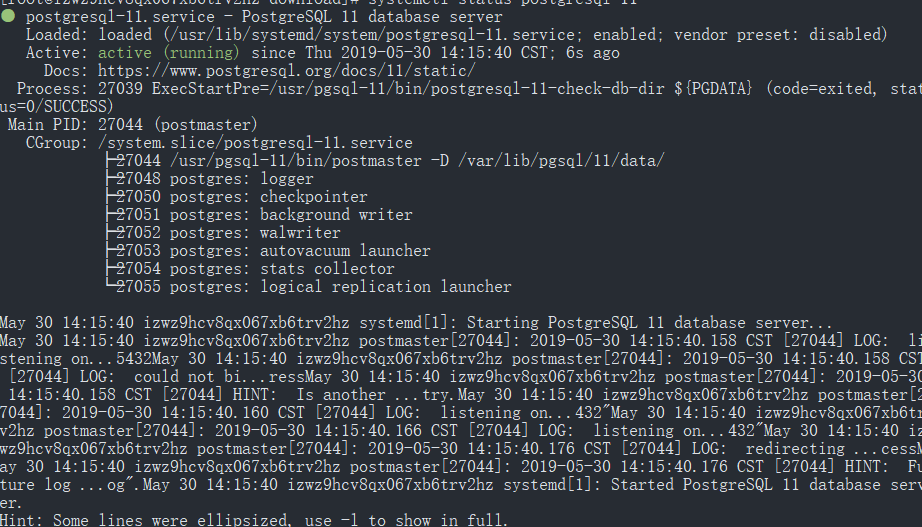 download]# systemctl status postgresql-11
● postgresql-11.service - PostgreSQL 11 database server
Loaded: loaded (/usr/lib/systemd/system/postgresql-11.service; enabled; vendor preset: disabled)
Active: active (running) since Thu 2019-05-30 14:15:40 CST; 6s ago
Docs: https://www.postgresql.org/docs/11/static/
Process: 27039 ExecStartPre=/usr/pgsql-11/bin/postgresql-11-check-db-dir ${PGDATA} (code=exited, stat
us=0/SUCCESS)
Main PID: 27044 (postmaster)
CGroup: /system.slice/postgresql-11.service
├─27044 /usr/pgsql-11/bin/postmaster -D /var/lib/pgsql/11/data/
├─27048 postgres: logger
├─27050 postgres: checkpointer
├─27051 postgres: background writer
├─27052 postgres: walwriter
├─27053 postgres: autovacuum launcher
├─27054 postgres: stats collector
└─27055 postgres: logical replication launcher
May 30 14:15:40 izwz9hcv8qx067xb6trv2hz systemd[1]: Starting PostgreSQL 11 database server...
May 30 14:15:40 izwz9hcv8qx067xb6trv2hz postmaster[27044]: 2019-05-30 14:15:40.158 CST [27044] LOG:  li
stening on...5432May 30 14:15:40 izwz9hcv8qx067xb6trv2hz postmaster[27044]: 2019-05-30 14:15:40.158 CST
[27044] LOG:  could not bi...ressMay 30 14:15:40 izwz9hcv8qx067xb6trv2hz postmaster[27044]: 2019-05-30
14:15:40.158 CST [27044] HINT:  Is another ...try.May 30 14:15:40 izwz9hcv8qx067xb6trv2hz postmaster[2
7044]: 2019-05-30 14:15:40.160 CST [27044] LOG:  listening on...432"May 30 14:15:40 izwz9hcv8qx067xb6tr
v2hz postmaster[27044]: 2019-05-30 14:15:40.166 CST [27044] LOG:  listening on...432"May 30 14:15:40 iz
wz9hcv8qx067xb6trv2hz postmaster[27044]: 2019-05-30 14:15:40.176 CST [27044] LOG:  redirecting ...cessM
ay 30 14:15:40 izwz9hcv8qx067xb6trv2hz postmaster[27044]: 2019-05-30 14:15:40.176 CST [27044] HINT:  Fu
ture log ...og".May 30 14:15:40 izwz9hcv8qx067xb6trv2hz systemd[1]: Started PostgreSQL 11 database serv
er.
Hint: Some lines were ellipsized, use -l to show in full.